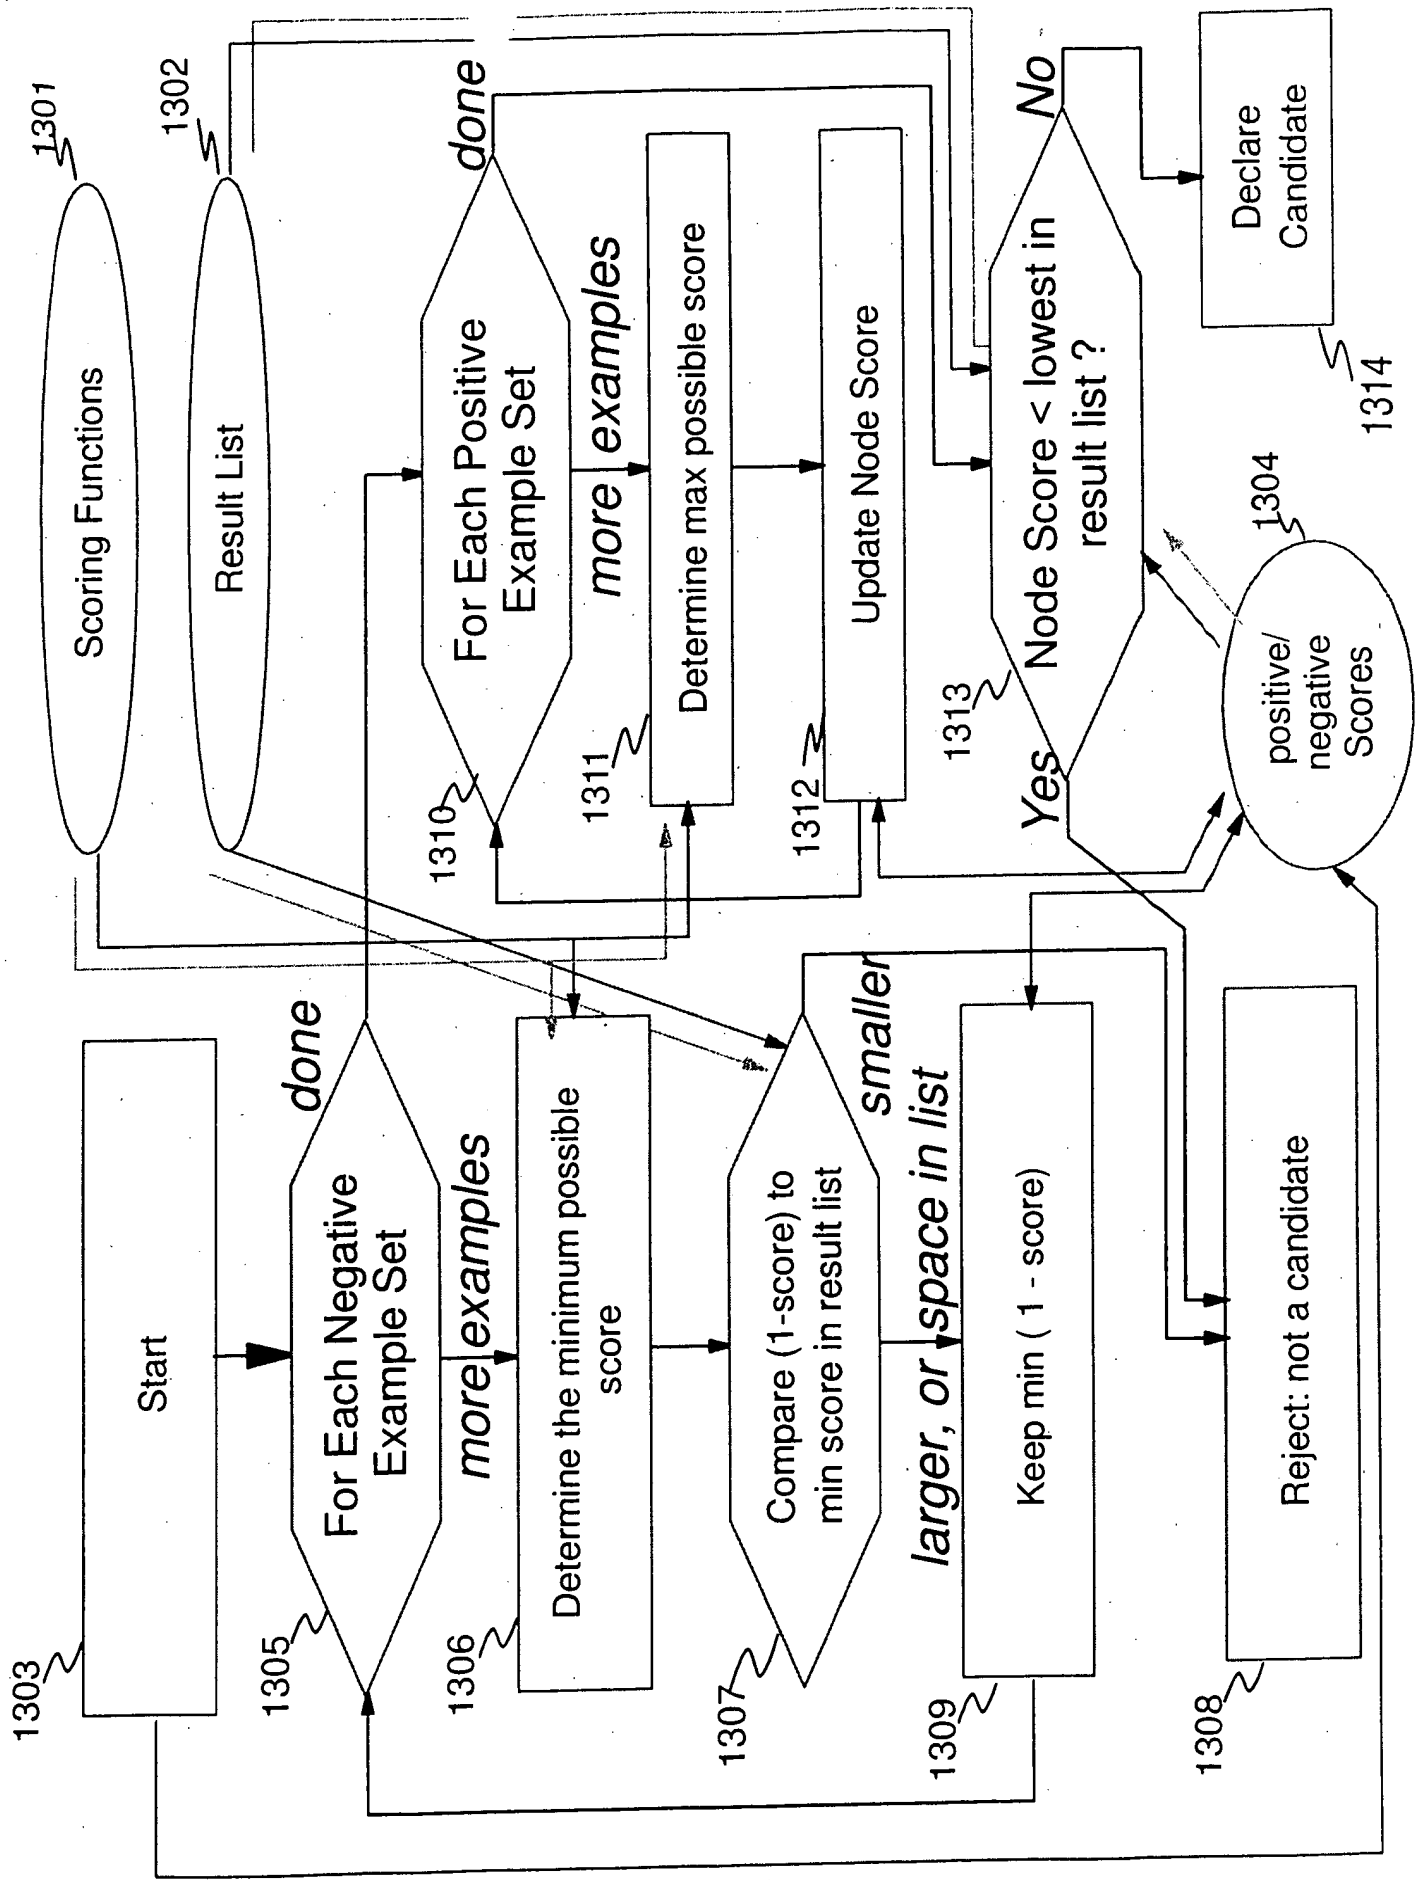 1303
Start
1301
Scoring Functions
1302
Result List
1305
For Each Negative
Example Set
done
more examples
1306
Determine the minimum possible
score
1307
Compare (1-score) to
min score in result list
smaller
larger, or space in list
1309
Keep min ( 1 - score)
1308
Reject: not a candidate
1310
For Each Positive
Example Set
done
more examples
1311
Determine max possible score
1312
Update Node Score
1313
Node Score < lowest in
result list ?
Yes
No
1304
positive/
negative
Scores
Declare
Candidate
1314